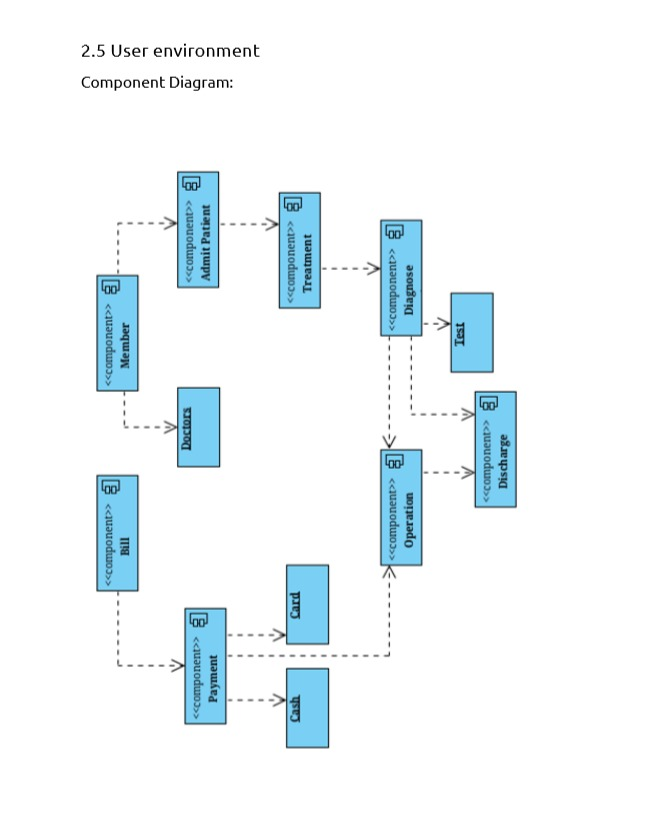 2.5 User environment
Component Diagram:
<<component>>
Member
<<component>>
Admit Patient
Doctors
<<component>>
Treatment
<<component>>
Diagnose
Test
<<component>>
Bill
<<component>>
Payment
Card
Cash
<<component>>
Operation
<<component>>
Discharge